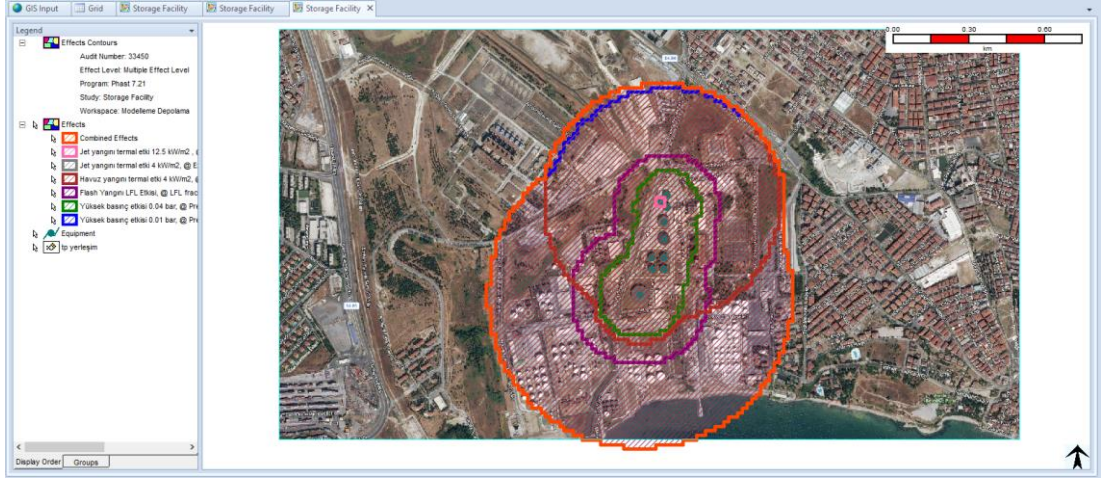 GIS Input
Grid
Storage Facility
Storage Facility
Storage Facility
Legend
Effects Contours
Audit Number: 33450
Effect Level: Multiple Effect Level
Program: Phast 7.21
Study: Storage Facility
Workspace: Modelleme Depolama
Effects
Combined Effects
Jet yangını termal etki 12.5 kW/m2 , @
Jet yangını termal etki 4 kW/m2, @ E
Havuz yangını termal etki 4 kW/m2, @
Flash Yangını LFL Etkisi, @ LFL frac
Yüksek basınç etkisi 0.04 bar, @ Pre
Yüksek basınç etkisi 0.01 bar, @ Pre
Equipment
tp yerleşim
Display Order
Groups
0.00 0.30 0.60
km